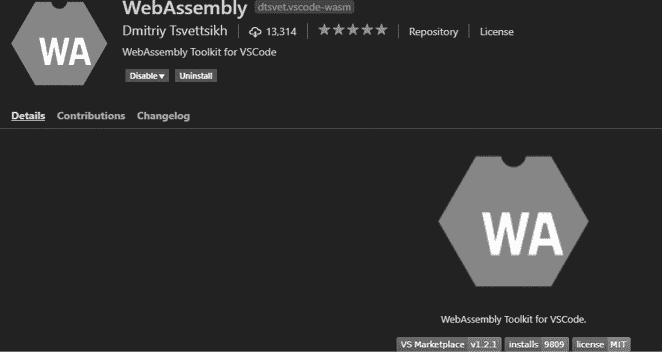 WebAssembly dtsvet.vscode-wasm
WA
Dmitriy Tsvettsikh 13,314 Repository License
WebAssembly Toolkit for VSCode
Disable Uninstall
Details Contributions Changelog
WA
WebAssembly Toolkit for VSCode.
VS Marketplace v1.2.1 installs 9809 license MIT